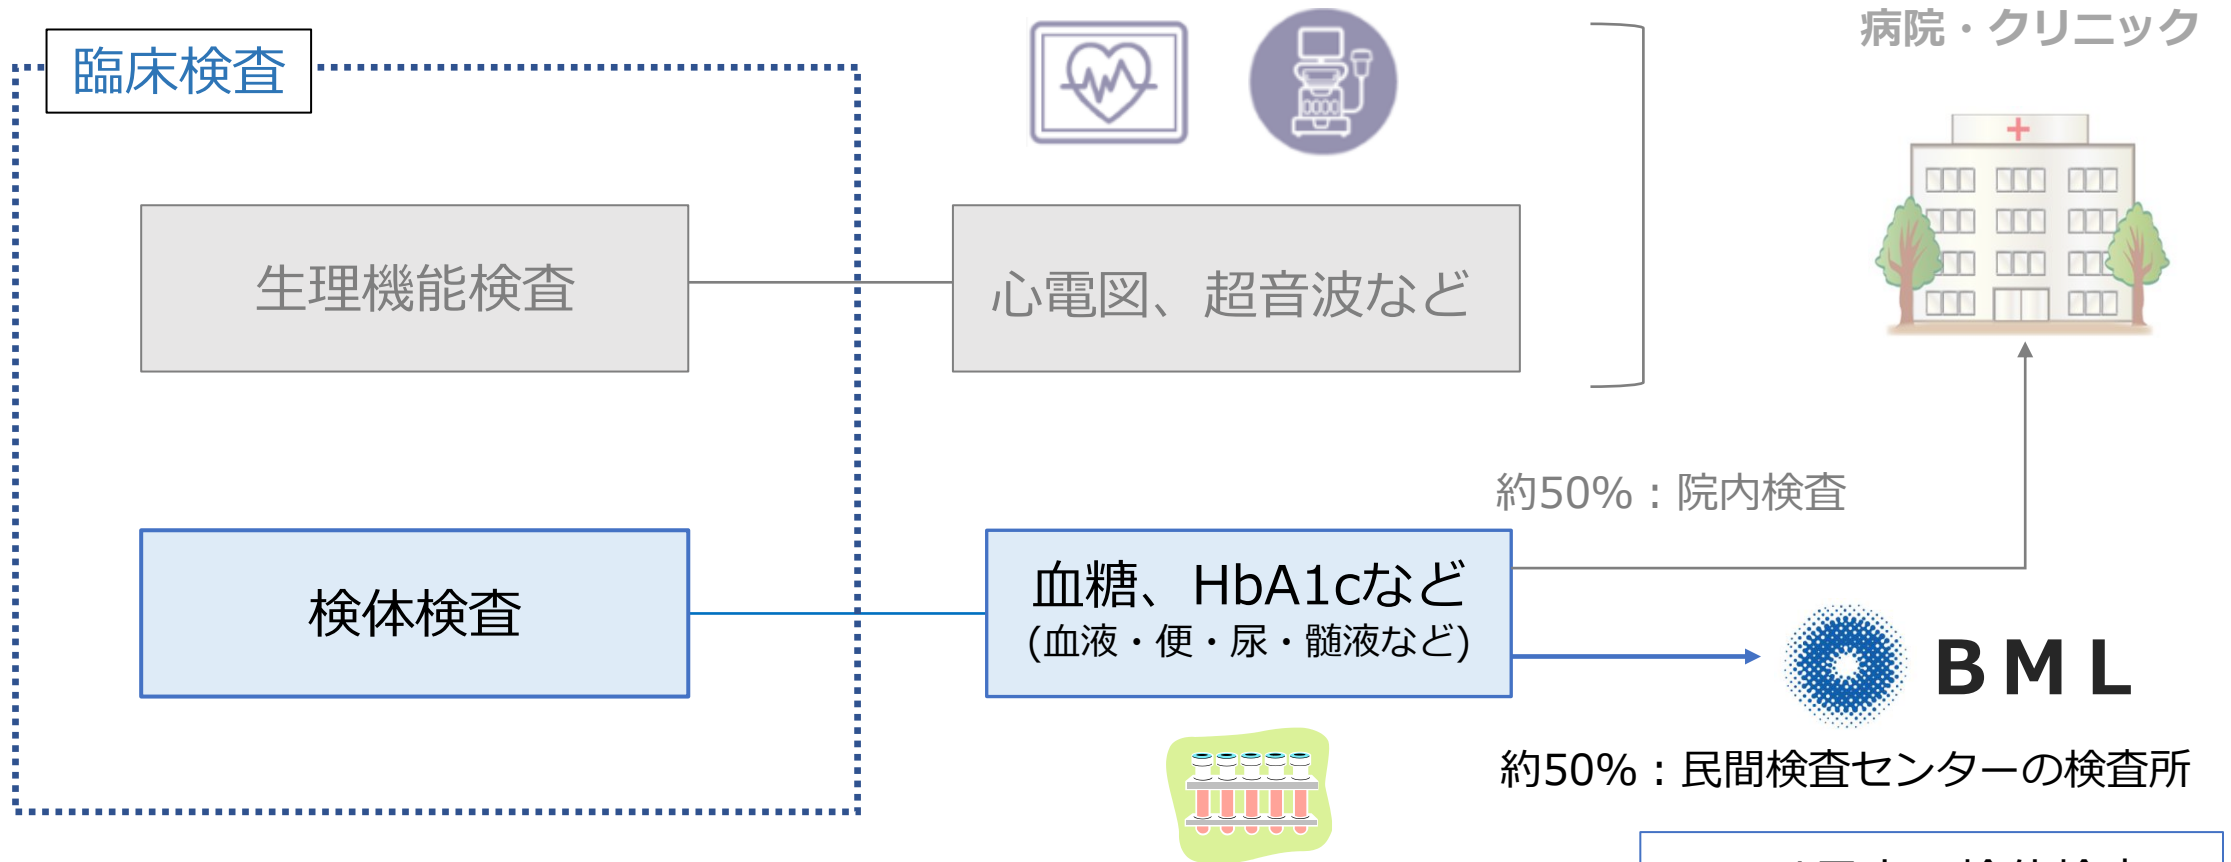 病院・クリニック
臨床検査
生理機能検査
心電図、超音波など
約50%：院内検査
検体検査
血糖、HbA1cなど
(血液・便・尿・髄液など)
BML
約50%：民間検査センターの検査所